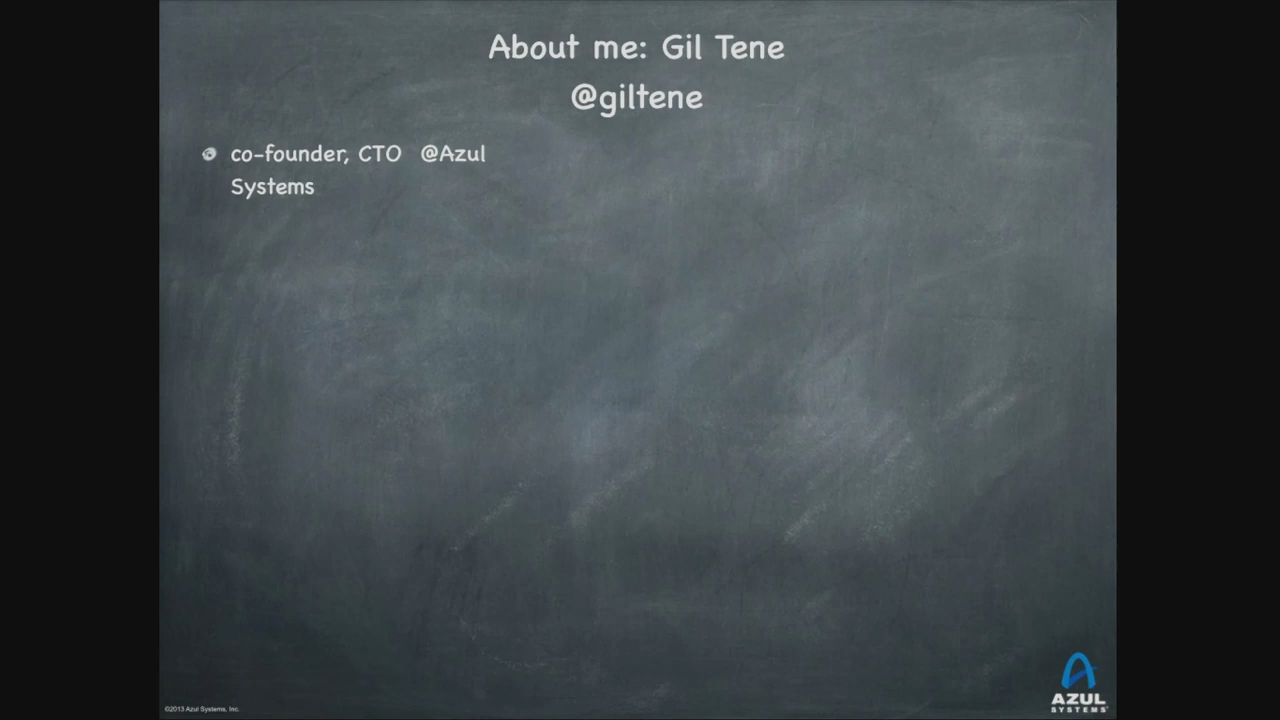 About me: Gil Tene
@giltene
co-founder, CTO @Azul
Systems
©2013 Azul Systems, Inc.
AZUL
SYSTEMS